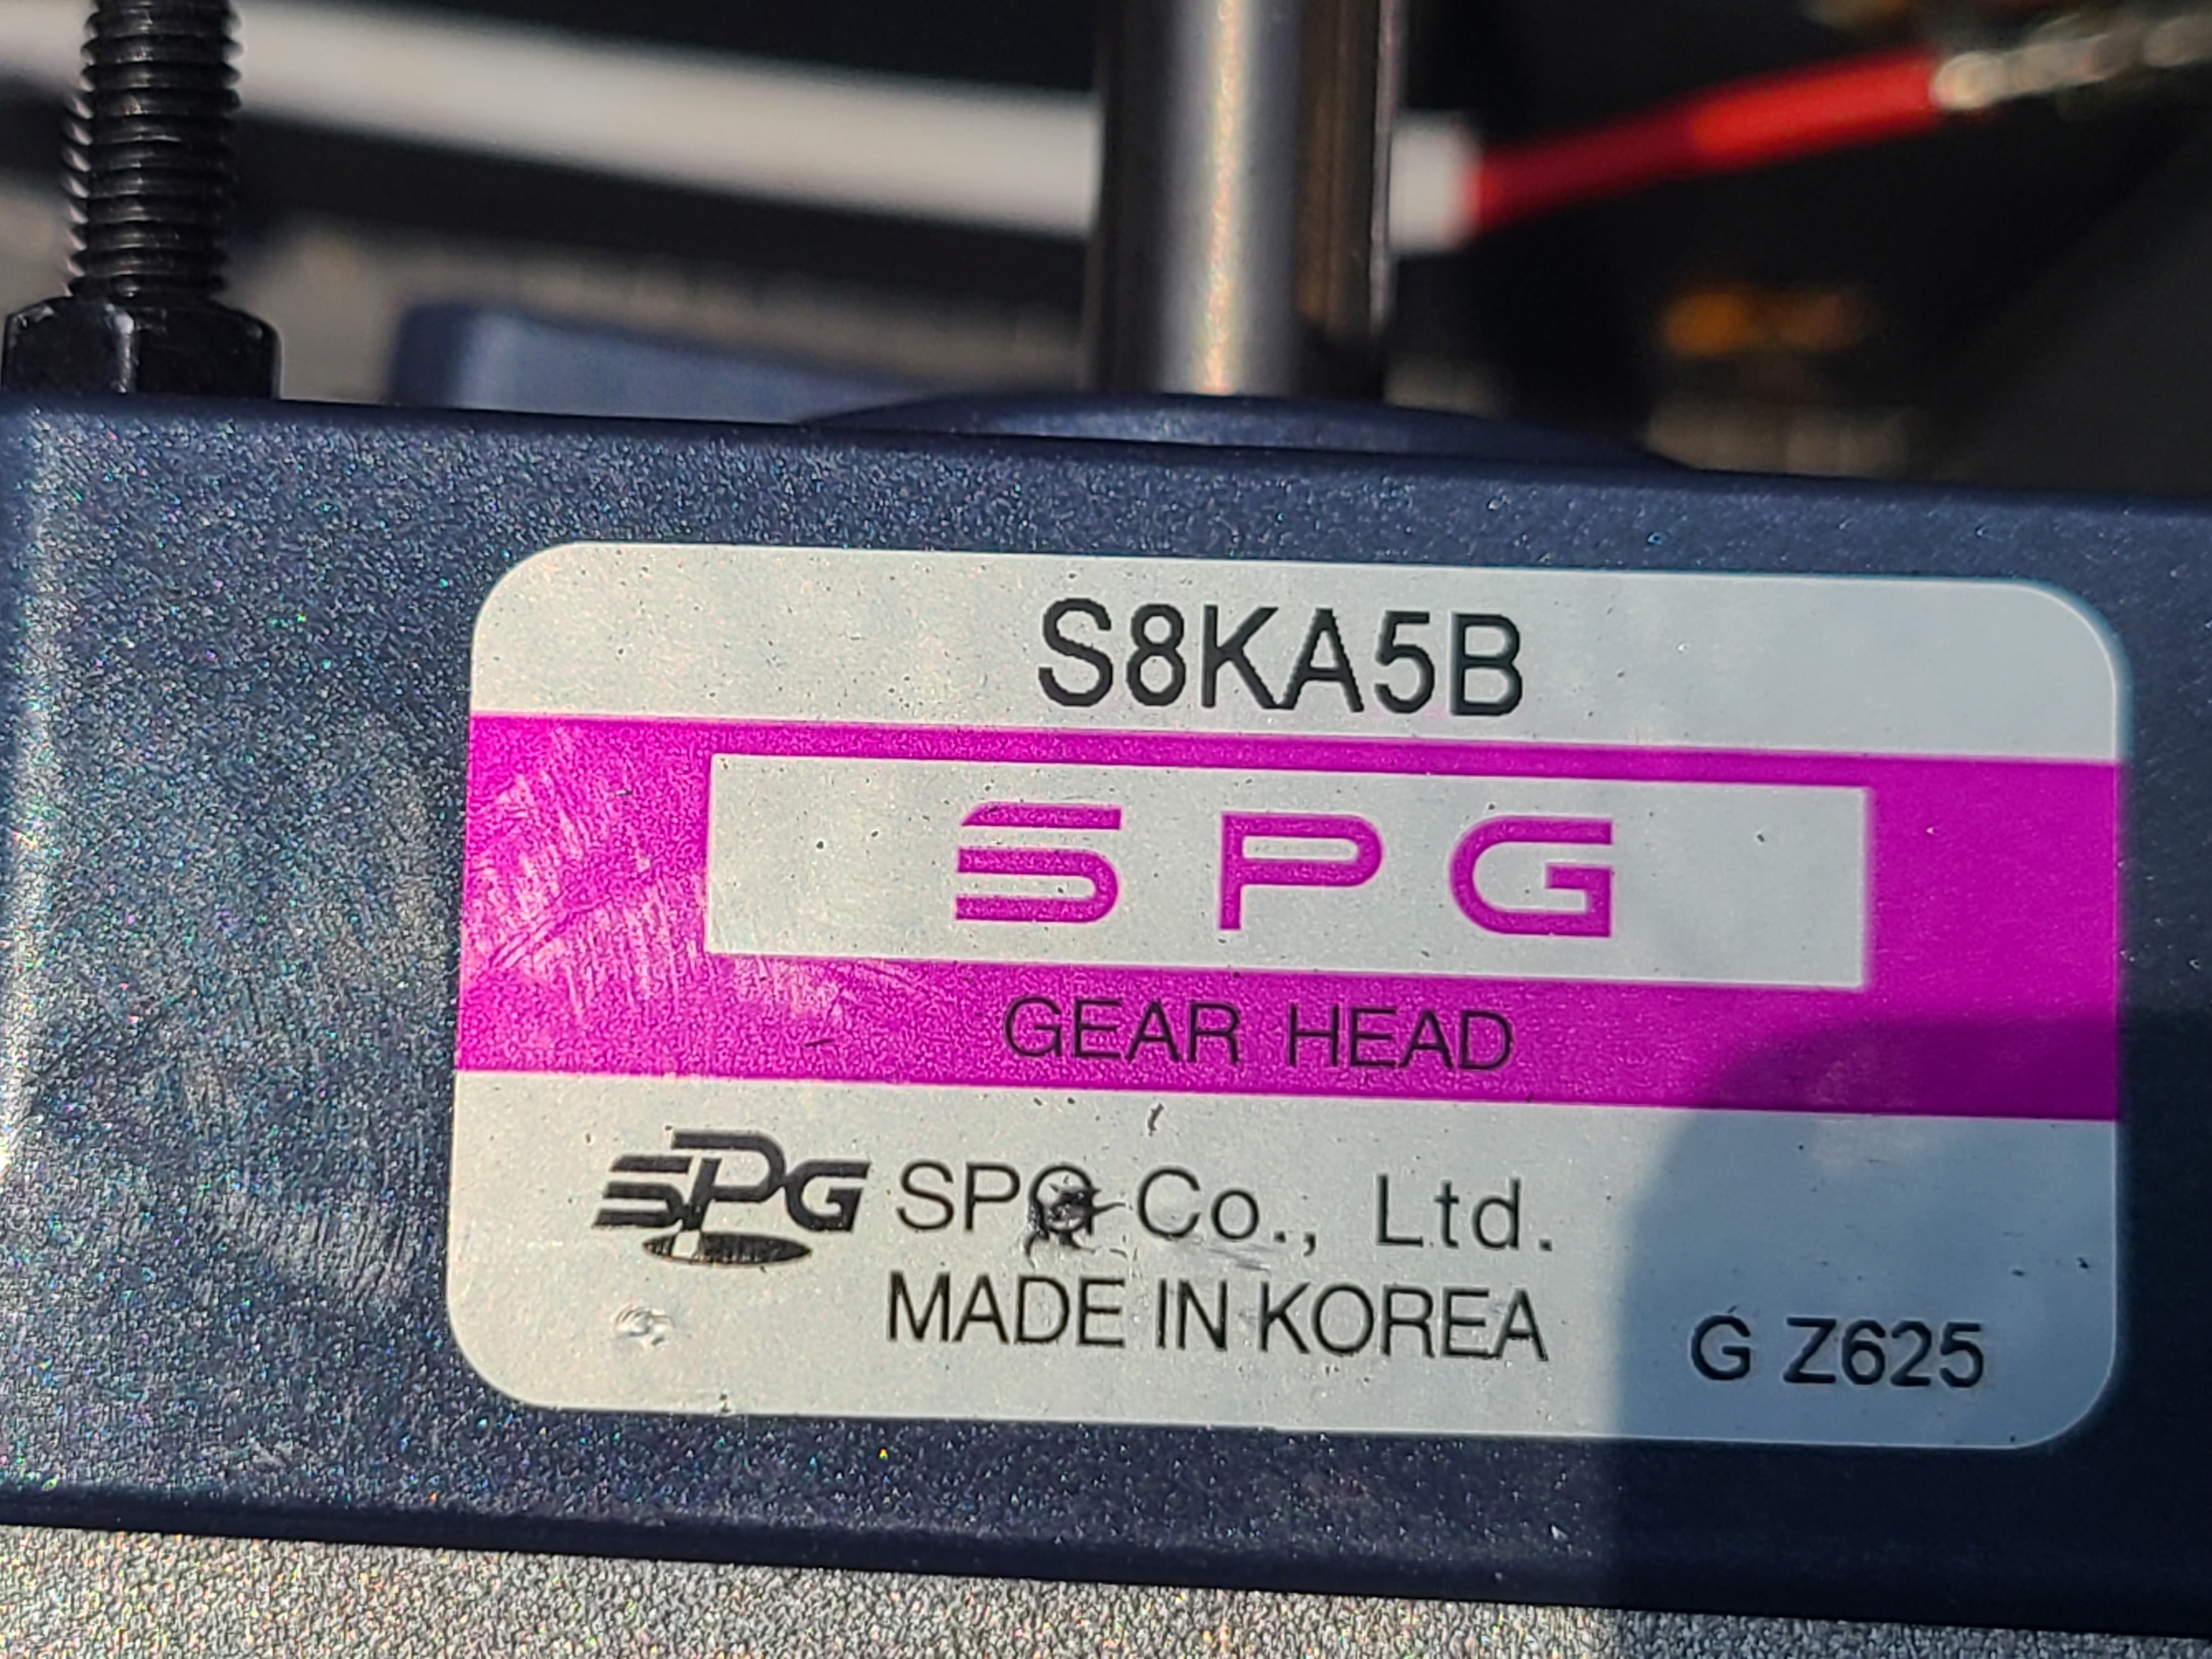 S8KA5B
SPG
GEAR HEAD
SPG SPG Co., Ltd.
MADE IN KOREA
G Z625